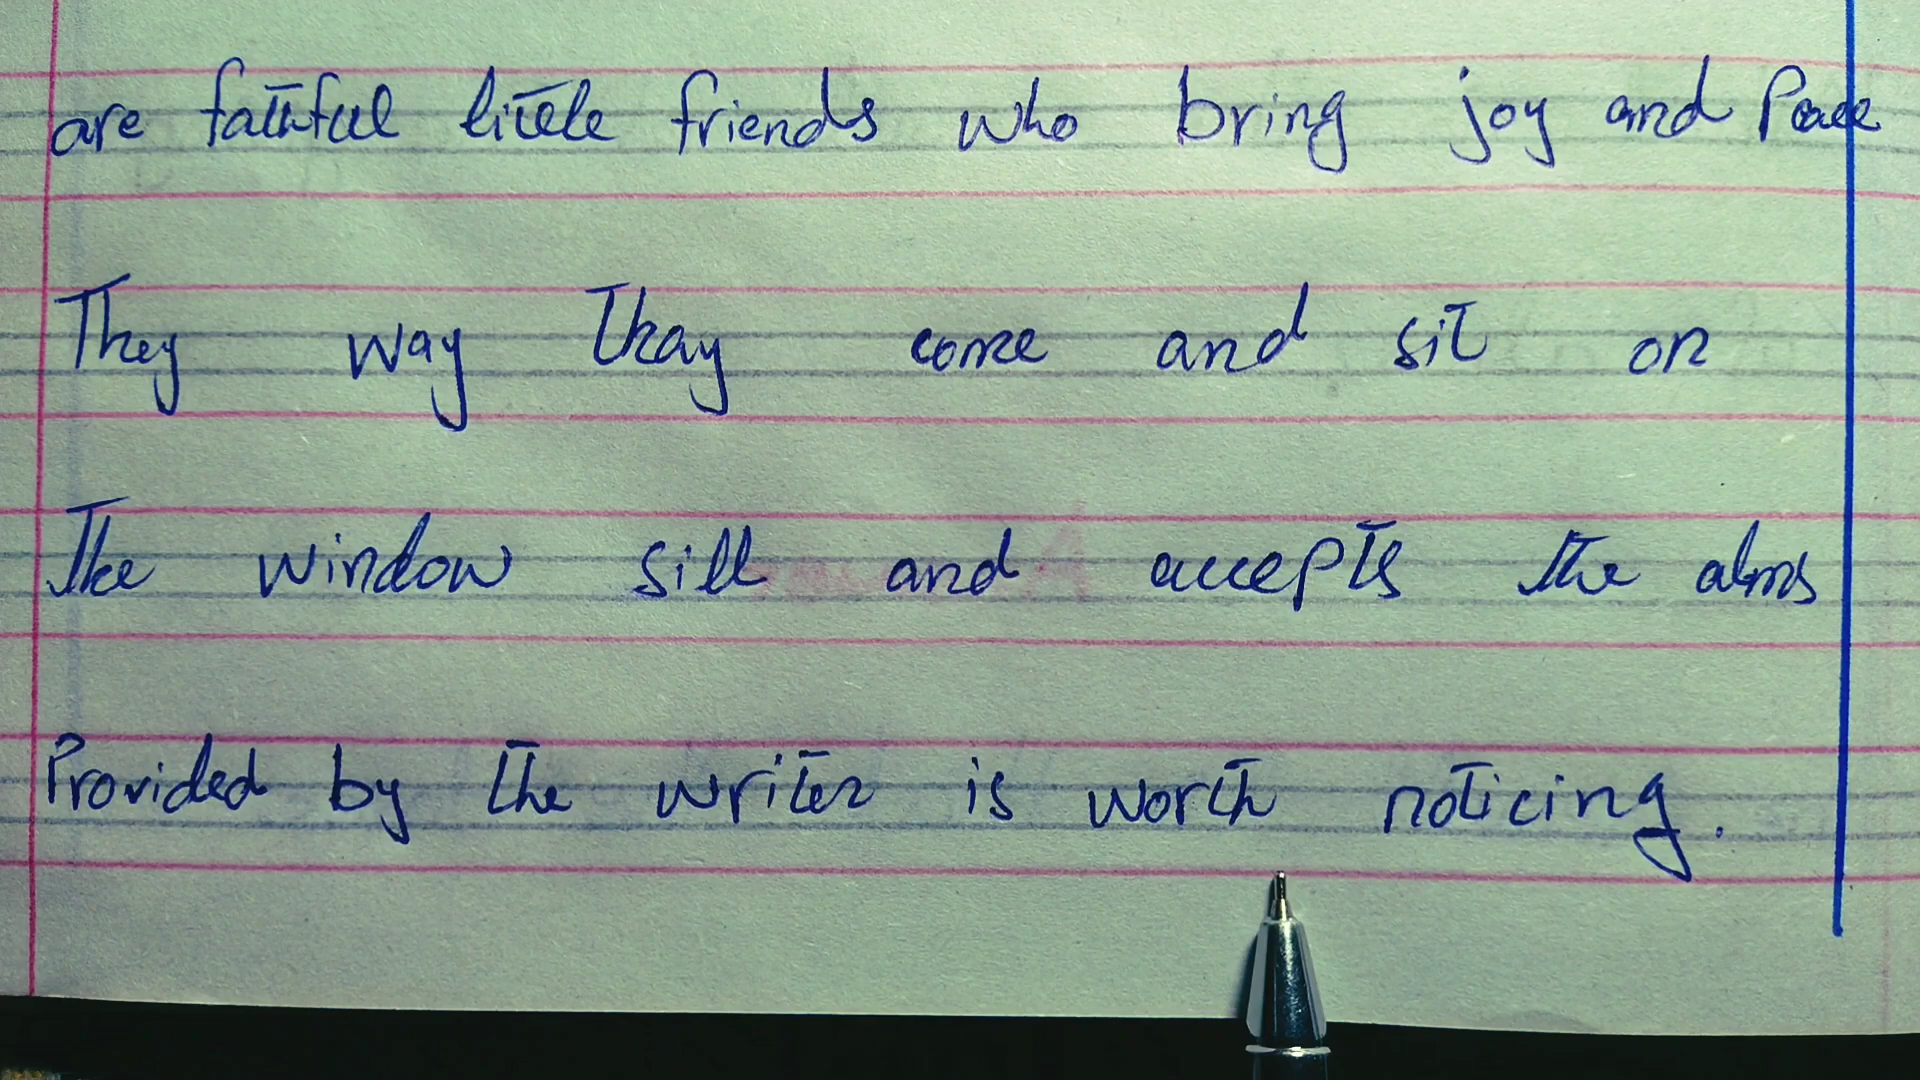 are faithful little friends who bring joy and Peace
They way thay come and sit on
The window sill and accepts the alms
Provided by the writer is worth noticing.